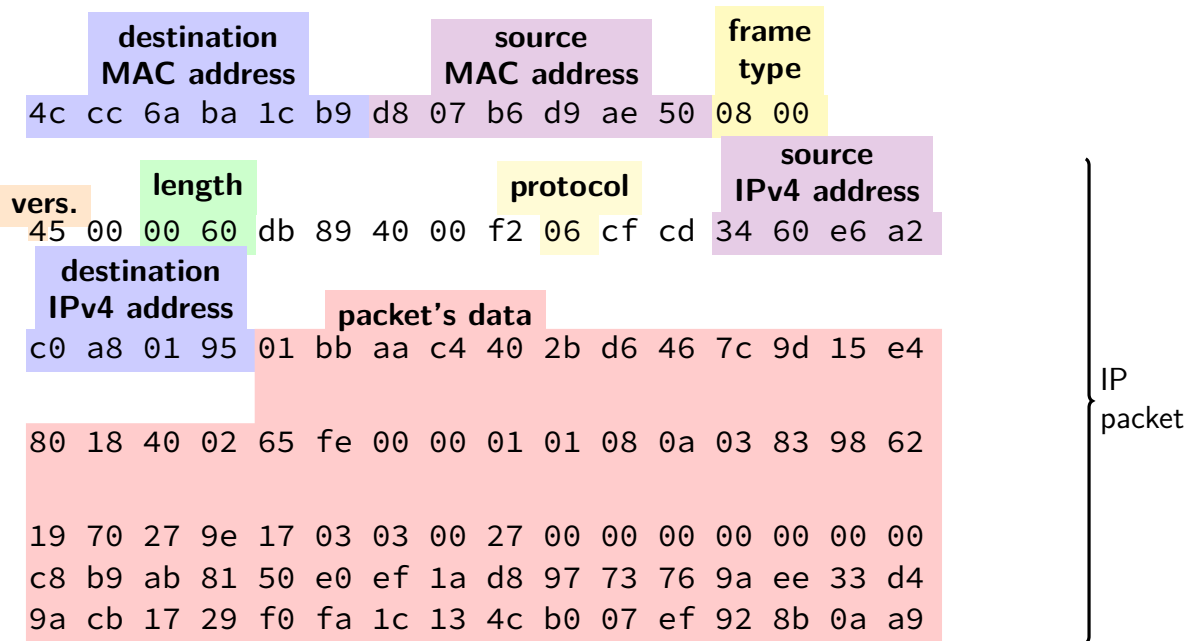 destination
MAC address
source
MAC address
frame
type
4c cc 6a ba 1c b9 d8 07 b6 d9 ae 50 08 00
vers.
length
protocol
source
IPv4 address
45 00 00 60 db 89 40 00 f2 06 cf cd 34 60 e6 a2
destination
IPv4 address
packet's data
c0 a8 01 95 01 bb aa c4 40 2b d6 46 7c 9d 15 e4
80 18 40 02 65 fe 00 00 01 01 08 0a 03 83 98 62
19 70 27 9e 17 03 03 00 27 00 00 00 00 00 00 00
c8 b9 ab 81 50 e0 ef 1a d8 97 73 76 9a ee 33 d4
9a cb 17 29 f0 fa 1c 13 4c b0 07 ef 92 8b 0a a9
IP
packet